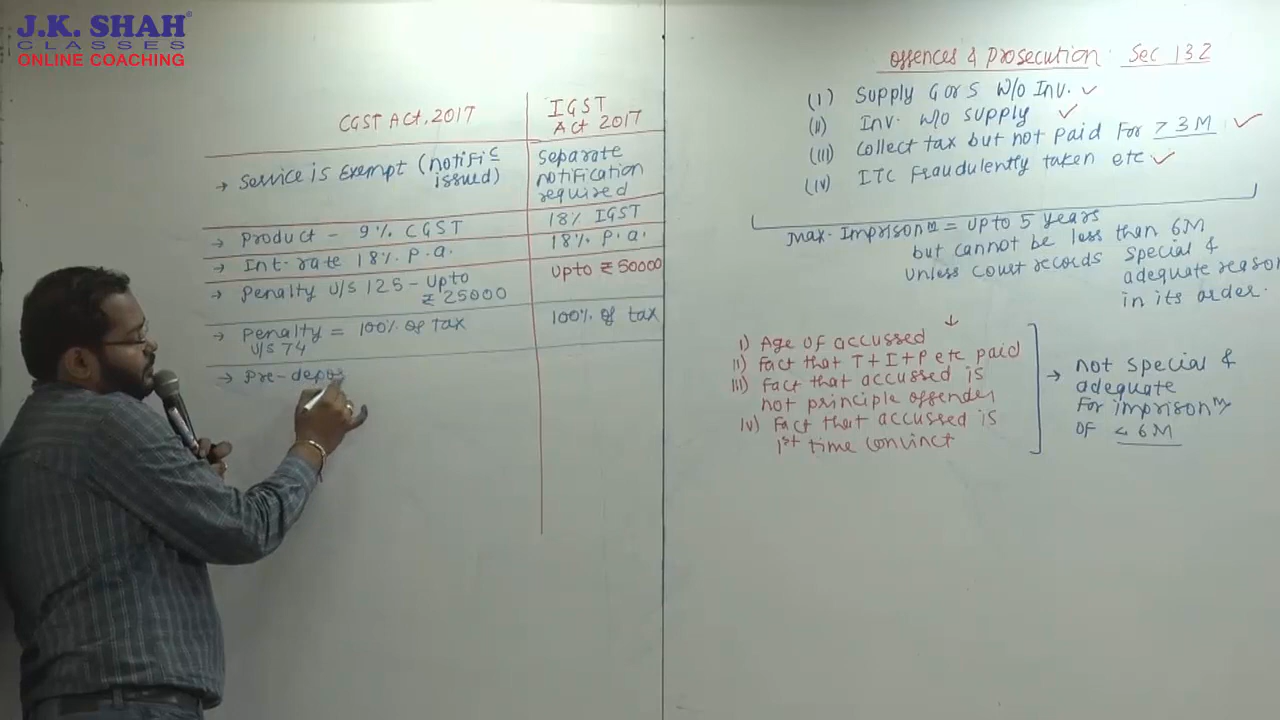 J.K. SHAH®
CLASSES
ONLINE COACHING
CGST Act, 2017
IGST
Act 2017
→ Service is Exempt (notific
issued)
Separate
notification
required
→ Product - 9% CGST
18% IGST
→ Int. rate 18% P.a.
18% P.a.
→ Penalty U/S 125 - Upto
₹ 25000
Upto ₹ 50000
→ Penalty = 100% of tax
U/S 74
100% of tax
→ Pre-depos
Offences & Prosecution. Sec 132
(I) Supply G or S W/o Inv. ✓
(II) Inv. W/o Supply ✓
(III) Collect tax but not paid for > 3 M ✓
(IV) ITC Fraudulently taken etc ✓
Max. Imprisonm = Upto 5 years
but cannot be less than 6M
Unless Court records Special &
adequate reason
in its order.
↓
I) Age of accussed
II) Fact that T + I + P etc paid
III) Fact that accussed is
not principle offender
IV) Fact that accussed is
1st time convinct
→ not special &
adequate
for imprisonm
of < 6M